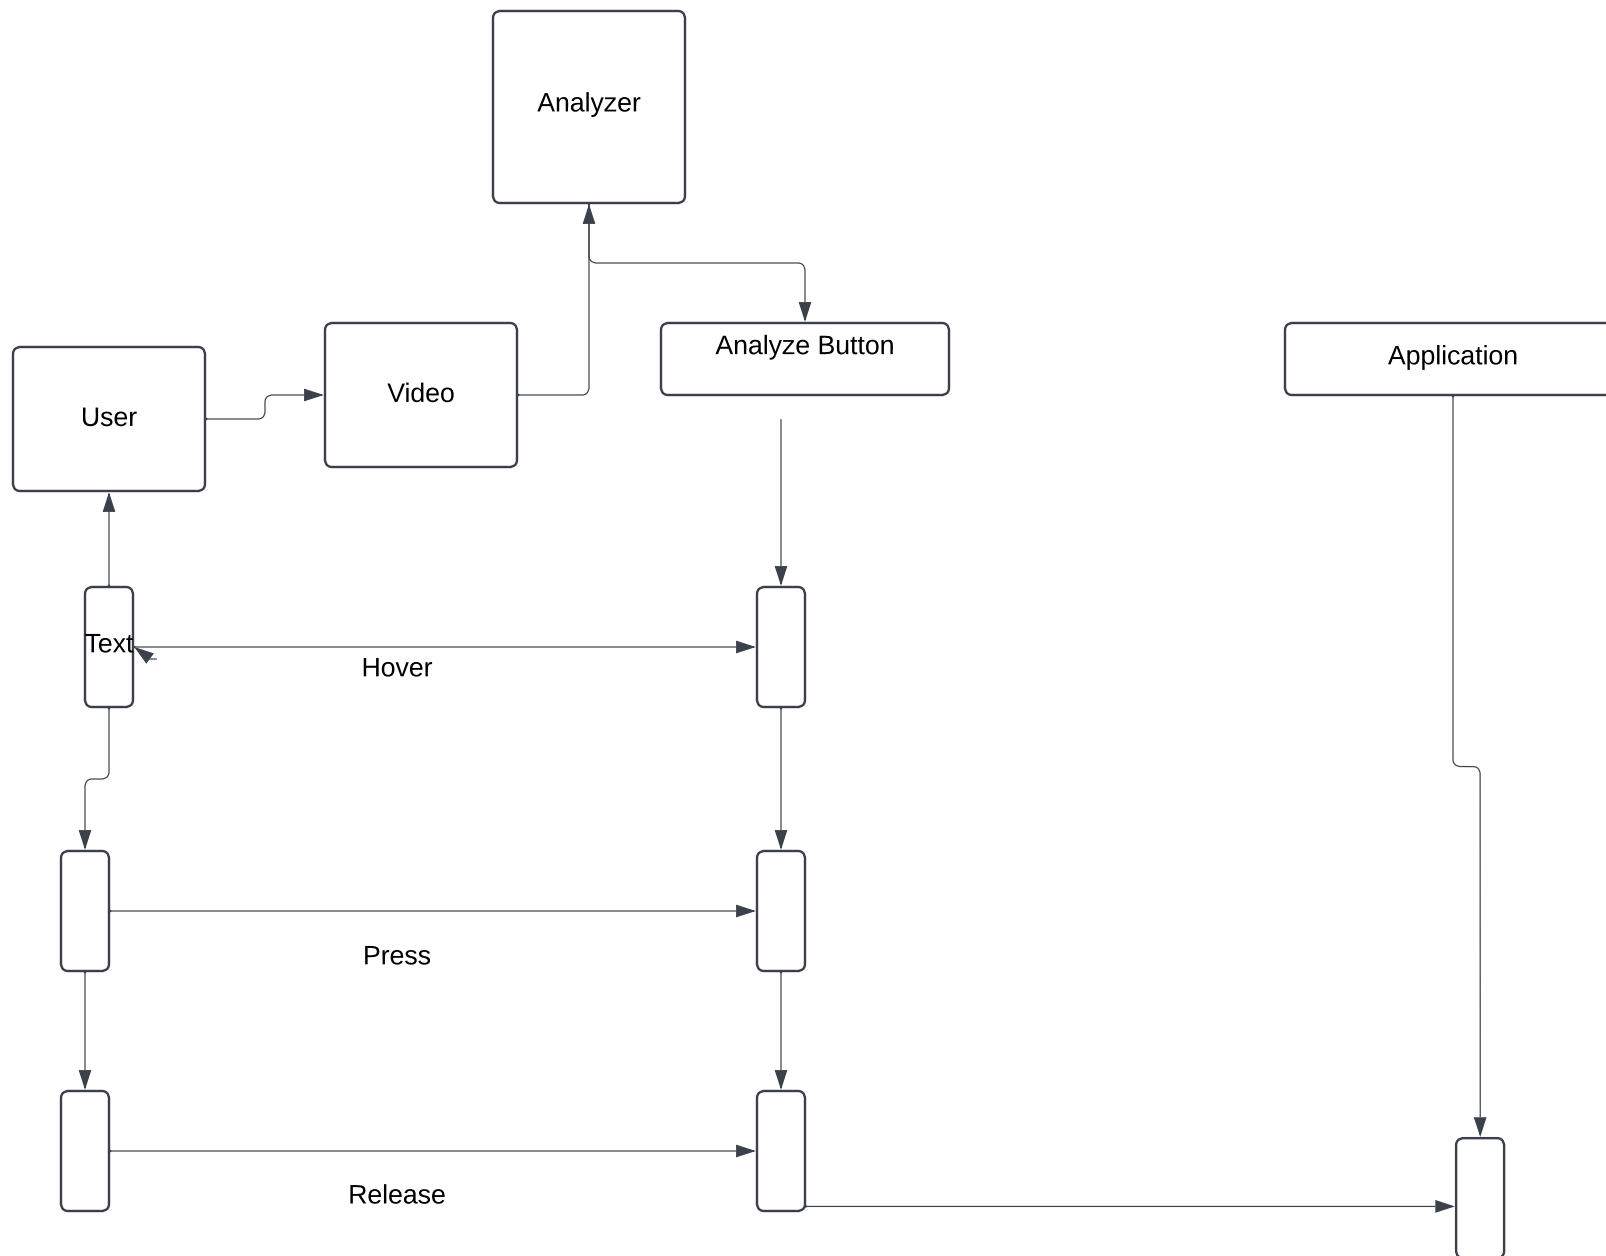 Analyzer
Analyze Button
Application
Video
User
Text
Hover
Press
Release